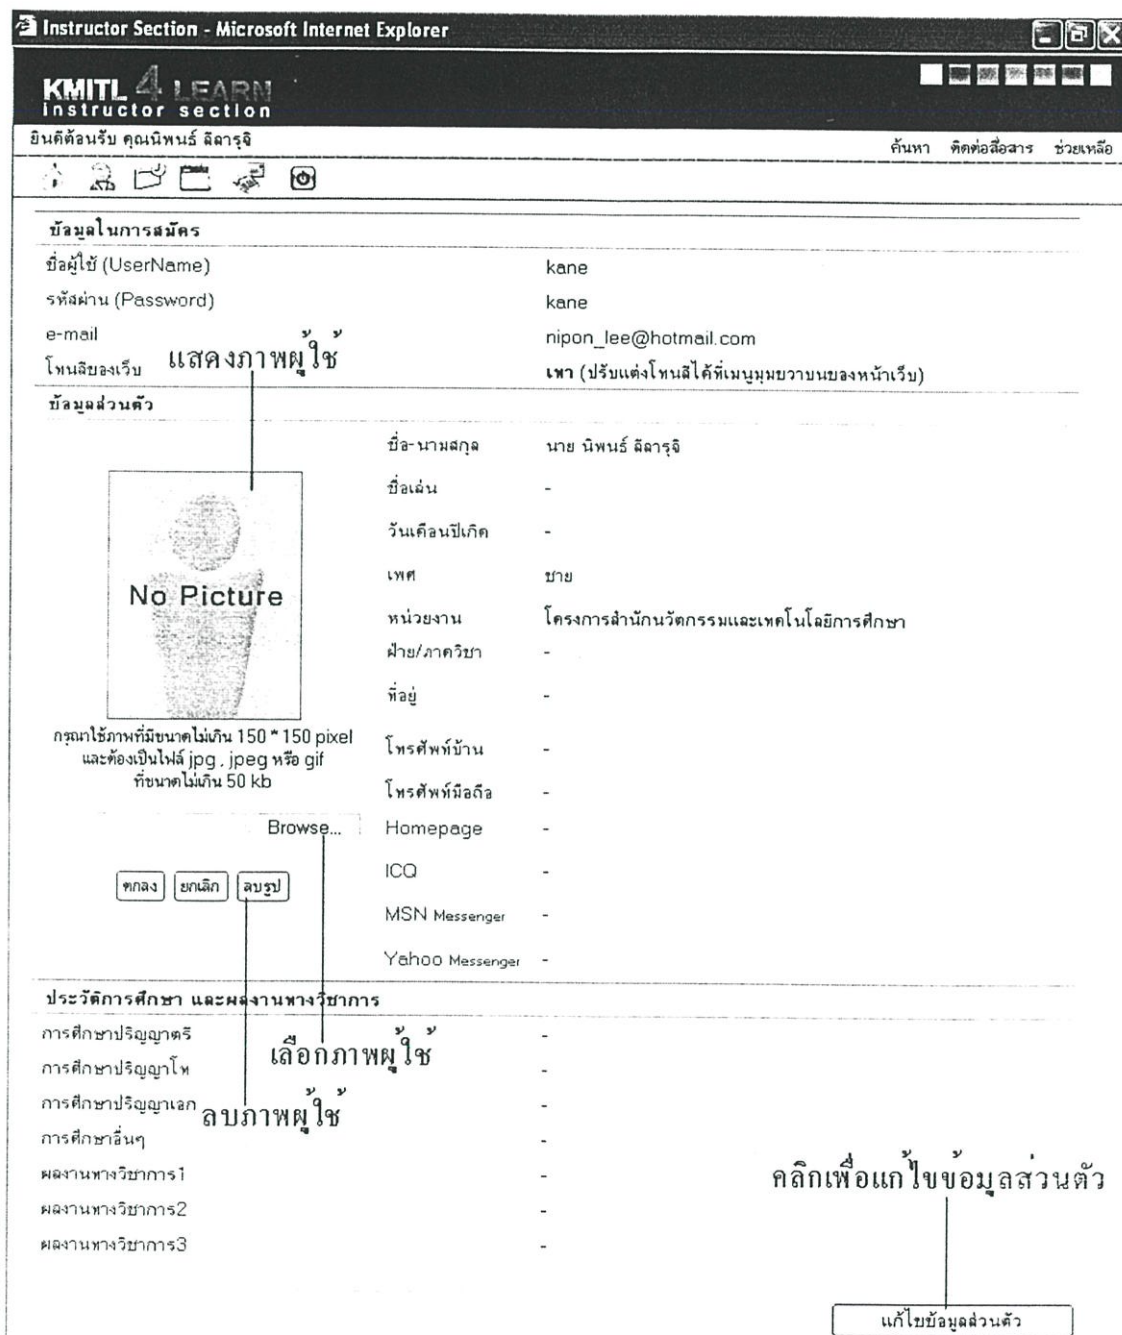 Instructor Section - Microsoft Internet Explorer
KMITL 4 LEARN
instructor section
ยินดีต้อนรับ คุณนิพนธ์ ลีลารุจิ
ค้นหา ติดต่อสื่อสาร ช่วยเหลือ
ข้อมูลในการสมัคร
ชื่อผู้ใช้ (UserName) kane
รหัสผ่าน (Password) kane
e-mail nipon_lee@hotmail.com
แสดงภาพผู้ใช้
โทนสีของเว็บ เทา (ปรับแต่งโทนสีได้ที่เมนูมุมขวาบนของหน้าเว็บ)
ข้อมูลส่วนตัว
ชื่อ-นามสกุล นาย นิพนธ์ ลีลารุจิ
ชื่อเล่น -
วันเดือนปีเกิด -
เพศ ชาย
No Picture
หน่วยงาน โครงการสำนักนวัตกรรมและเทคโนโลยีการศึกษา
ฝ่าย/ภาควิชา -
ที่อยู่ -
กรุณาใช้ภาพที่มีขนาดไม่เกิน 150 * 150 pixel
และต้องเป็นไฟล์ jpg , jpeg หรือ gif
ที่ขนาดไม่เกิน 50 kb
โทรศัพท์บ้าน -
โทรศัพท์มือถือ -
Browse...
Homepage -
ICQ -
ตกลง ยกเลิก ลบรูป
MSN Messenger -
Yahoo Messenger -
ประวัติการศึกษา และผลงานทางวิชาการ
การศึกษาปริญญาตรี -
เลือกภาพผู้ใช้
การศึกษาปริญญาโท -
การศึกษาปริญญาเอก -
ลบภาพผู้ใช้
การศึกษาอื่นๆ -
ผลงานทางวิชาการ1 -
คลิกเพื่อแก้ไขข้อมูลส่วนตัว
ผลงานทางวิชาการ2 -
ผลงานทางวิชาการ3 -
แก้ไขข้อมูลส่วนตัว